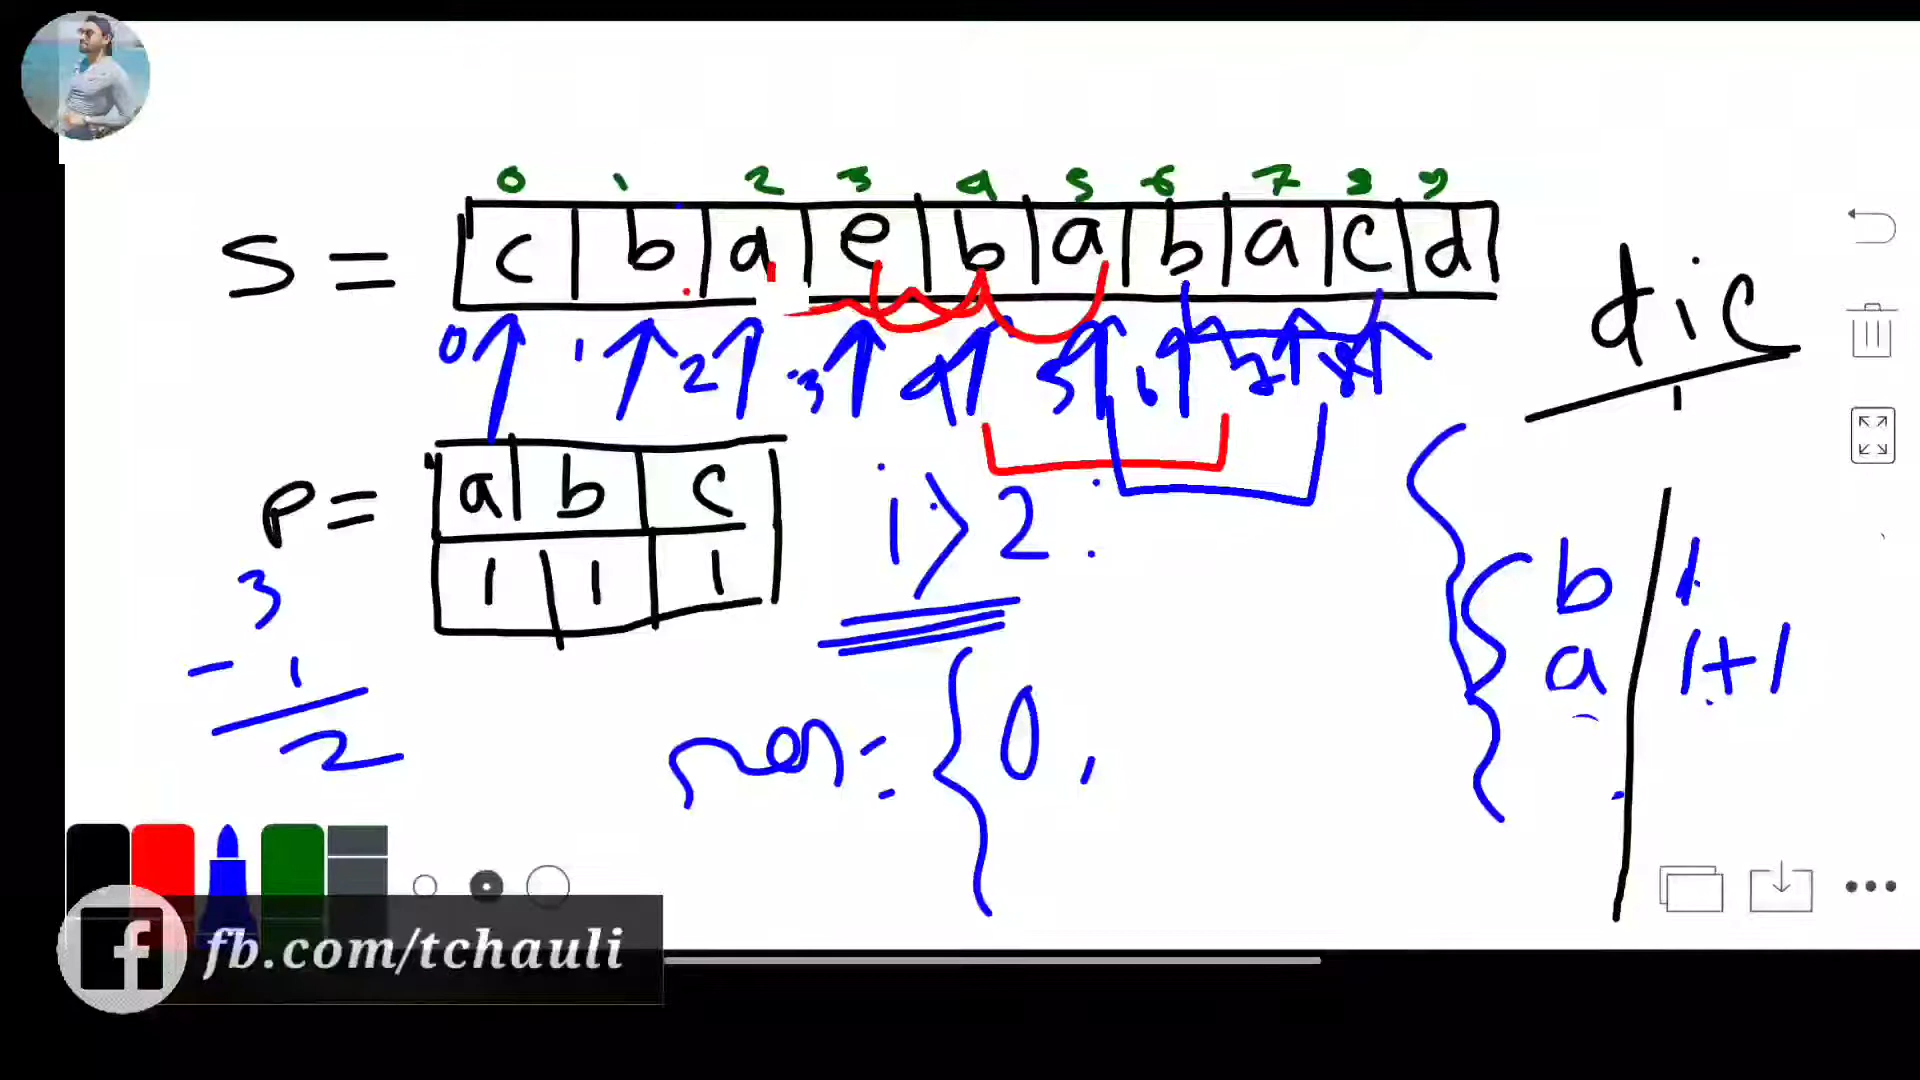 0 1 2 3 4 5 6 7 8 9
S = c b a e b a b a c d
0 1 2 3 4 5 6 7 8
dic
P = a b c
1 1 1
i > 2 :
3
- 1
2
b 1
a 1+1
res = { 0 ,
fb.com/tchauli